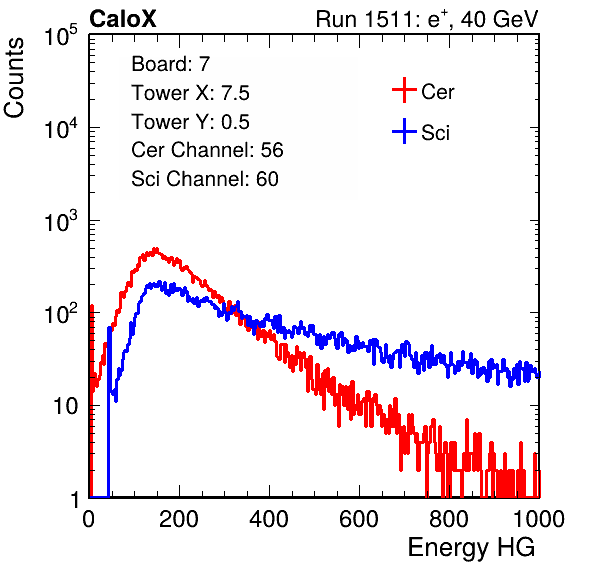 CaloX Run 1511: e⁺, 40 GeV
Board: 7
Tower X: 7.5
Tower Y: 0.5
Cer Channel: 56
Sci Channel: 60
Cer
Sci
Counts
10⁵
10⁴
10³
10²
10
1
0 200 400 600 800 1000
Energy HG